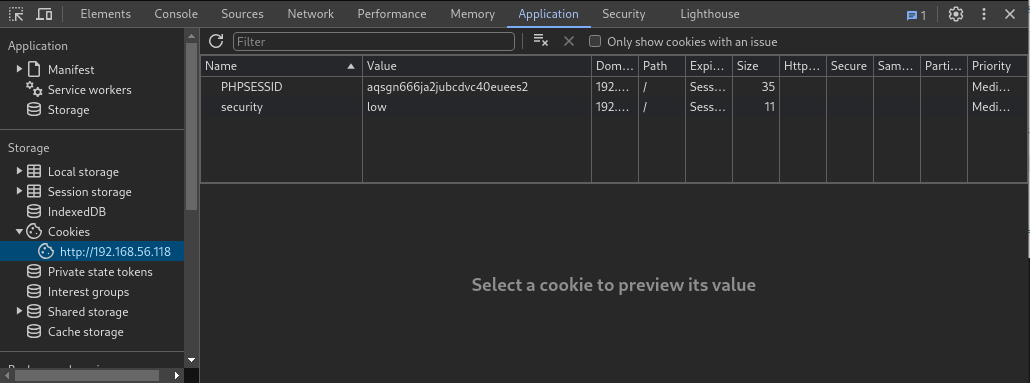 Elements Console Sources Network Performance Memory Application Security Lighthouse 1
Application
Manifest
Service workers
Storage
Storage
Local storage
Session storage
IndexedDB
Cookies
http://192.168.56.118
Private state tokens
Interest groups
Shared storage
Cache storage
Filter Only show cookies with an issue
Name Value Dom... Path Expi... Size Http... Secure Sam... Parti... Priority
PHPSESSID aqsgn666ja2jubcdvc40euees2 192.... / Sess... 35 Medi...
security low 192.... / Sess... 11 Medi...
Select a cookie to preview its value